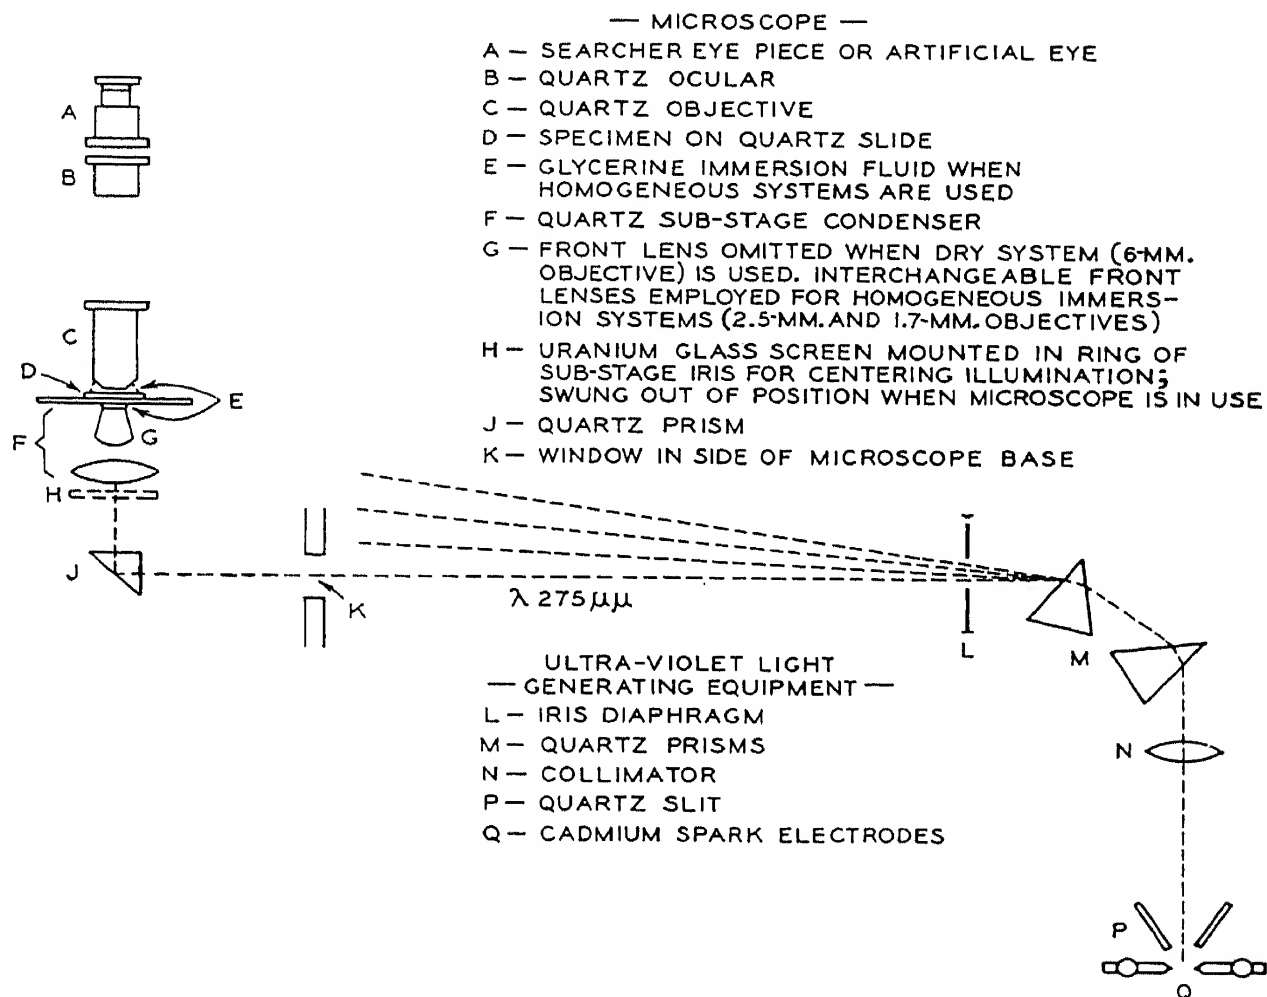 — MICROSCOPE —
A — SEARCHER EYE PIECE OR ARTIFICIAL EYE
B — QUARTZ OCULAR
C — QUARTZ OBJECTIVE
D — SPECIMEN ON QUARTZ SLIDE
E — GLYCERINE IMMERSION FLUID WHEN
HOMOGENEOUS SYSTEMS ARE USED
F — QUARTZ SUB-STAGE CONDENSER
G — FRONT LENS OMITTED WHEN DRY SYSTEM (6-MM.
OBJECTIVE) IS USED. INTERCHANGEABLE FRONT
LENSES EMPLOYED FOR HOMOGENEOUS IMMERS-
ION SYSTEMS (2.5-MM. AND 1.7-MM. OBJECTIVES)
H — URANIUM GLASS SCREEN MOUNTED IN RING OF
SUB-STAGE IRIS FOR CENTERING ILLUMINATION;
SWUNG OUT OF POSITION WHEN MICROSCOPE IS IN USE
J — QUARTZ PRISM
K — WINDOW IN SIDE OF MICROSCOPE BASE
A
B
C
D
E
F
G
H
J
K
λ 275 μμ
L
M
ULTRA-VIOLET LIGHT
— GENERATING EQUIPMENT —
L — IRIS DIAPHRAGM
M — QUARTZ PRISMS
N — COLLIMATOR
P — QUARTZ SLIT
Q — CADMIUM SPARK ELECTRODES
N
P
Q